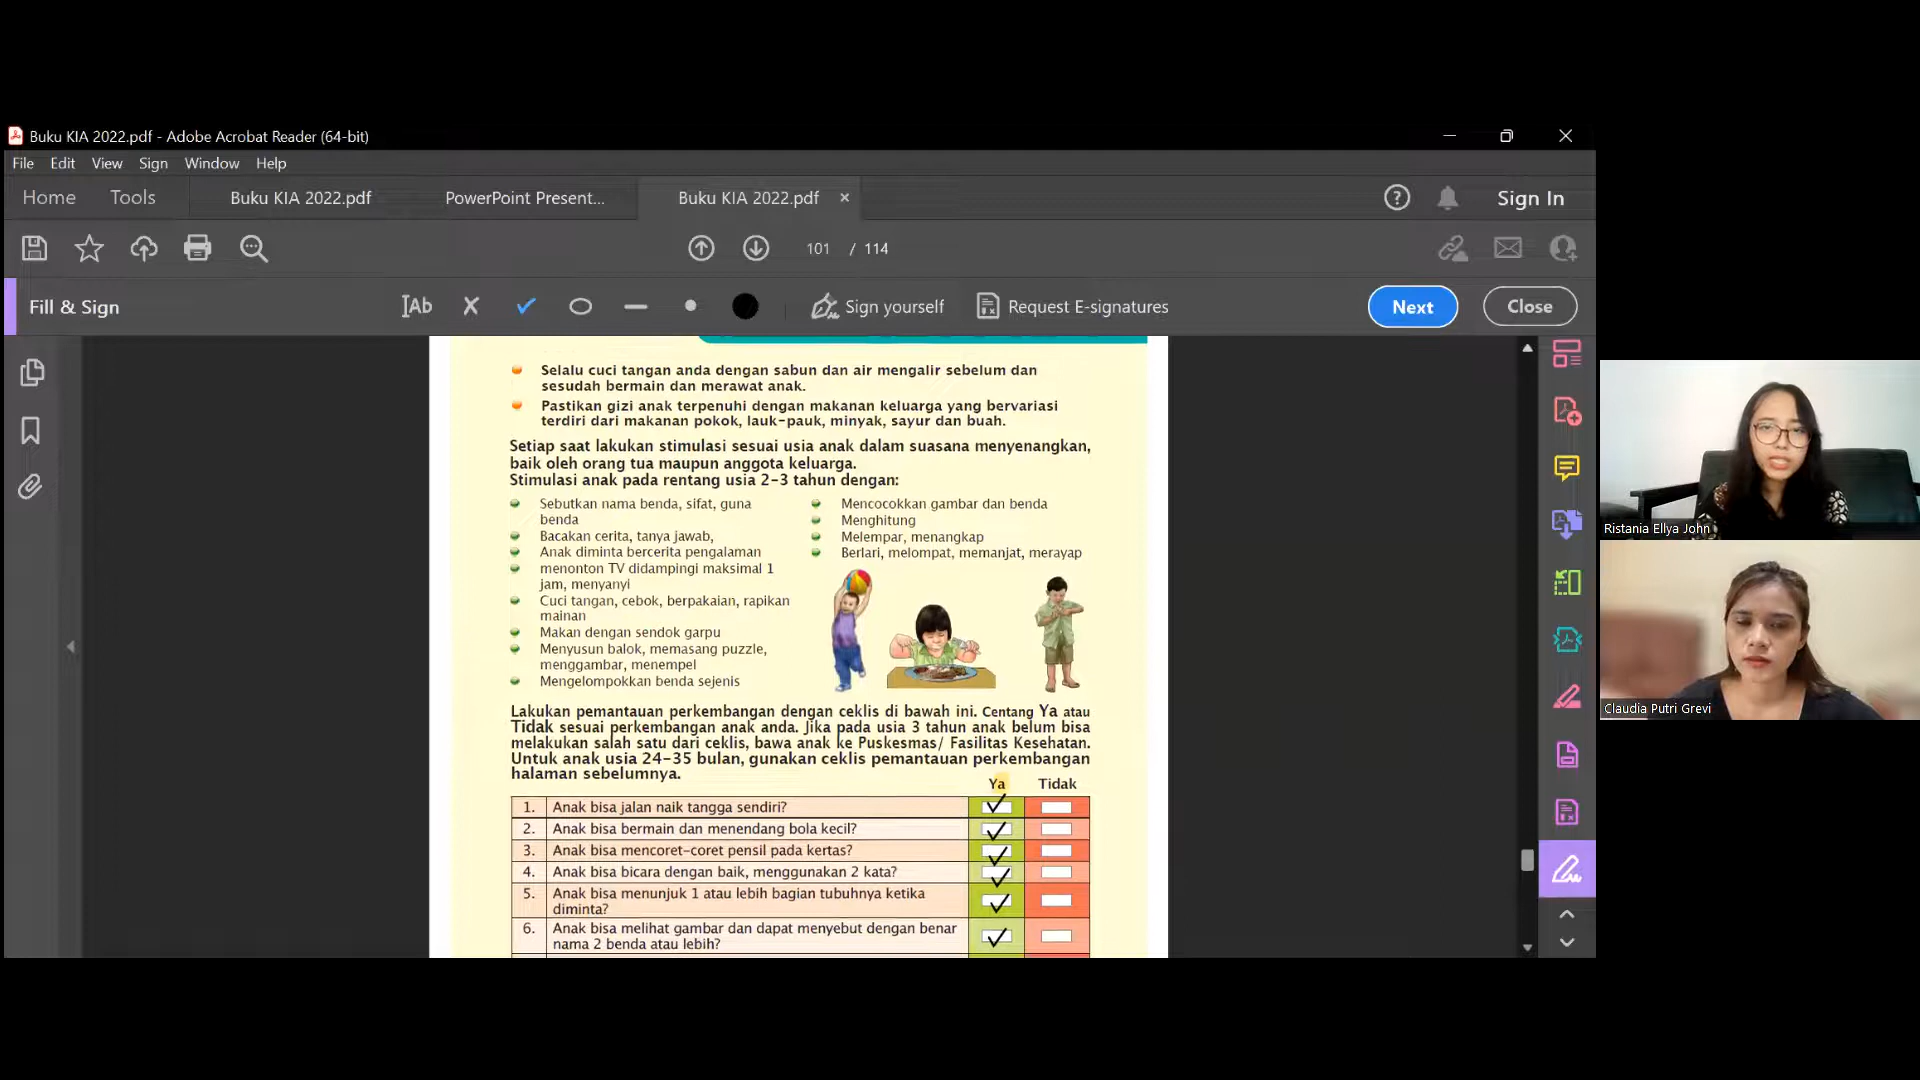 Buku KIA 2022.pdf - Adobe Acrobat Reader (64-bit)
File Edit View Sign Window Help
Home Tools Buku KIA 2022.pdf PowerPoint Present... Buku KIA 2022.pdf × Sign In
101 / 114
Fill & Sign
Sign yourself Request E-signatures Next Close
Selalu cuci tangan anda dengan sabun dan air mengalir sebelum dan
sesudah bermain dan merawat anak.
Pastikan gizi anak terpenuhi dengan makanan keluarga yang bervariasi
terdiri dari makanan pokok, lauk-pauk, minyak, sayur dan buah.
Setiap saat lakukan stimulasi sesuai usia anak dalam suasana menyenangkan,
baik oleh orang tua maupun anggota keluarga.
Stimulasi anak pada rentang usia 2-3 tahun dengan:
Sebutkan nama benda, sifat, guna
benda
Bacakan cerita, tanya jawab,
Anak diminta bercerita pengalaman
menonton TV didampingi maksimal 1
jam, menyanyi
Cuci tangan, cebok, berpakaian, rapikan
mainan
Makan dengan sendok garpu
Menyusun balok, memasang puzzle,
menggambar, menempel
Mengelompokkan benda sejenis
Mencocokkan gambar dan benda
Menghitung
Melempar, menangkap
Berlari, melompat, memanjat, merayap
Lakukan pemantauan perkembangan dengan ceklis di bawah ini. Centang Ya atau
Tidak sesuai perkembangan anak anda. Jika pada usia 3 tahun anak belum bisa
melakukan salah satu dari ceklis, bawa anak ke Puskesmas/ Fasilitas Kesehatan.
Untuk anak usia 24-35 bulan, gunakan ceklis pemantauan perkembangan
halaman sebelumnya.
Ya Tidak
1. Anak bisa jalan naik tangga sendiri?
2. Anak bisa bermain dan menendang bola kecil?
3. Anak bisa mencoret-coret pensil pada kertas?
4. Anak bisa bicara dengan baik, menggunakan 2 kata?
5. Anak bisa menunjuk 1 atau lebih bagian tubuhnya ketika
diminta?
6. Anak bisa melihat gambar dan dapat menyebut dengan benar
nama 2 benda atau lebih?
Ristania Ellya John
Claudia Putri Grevi